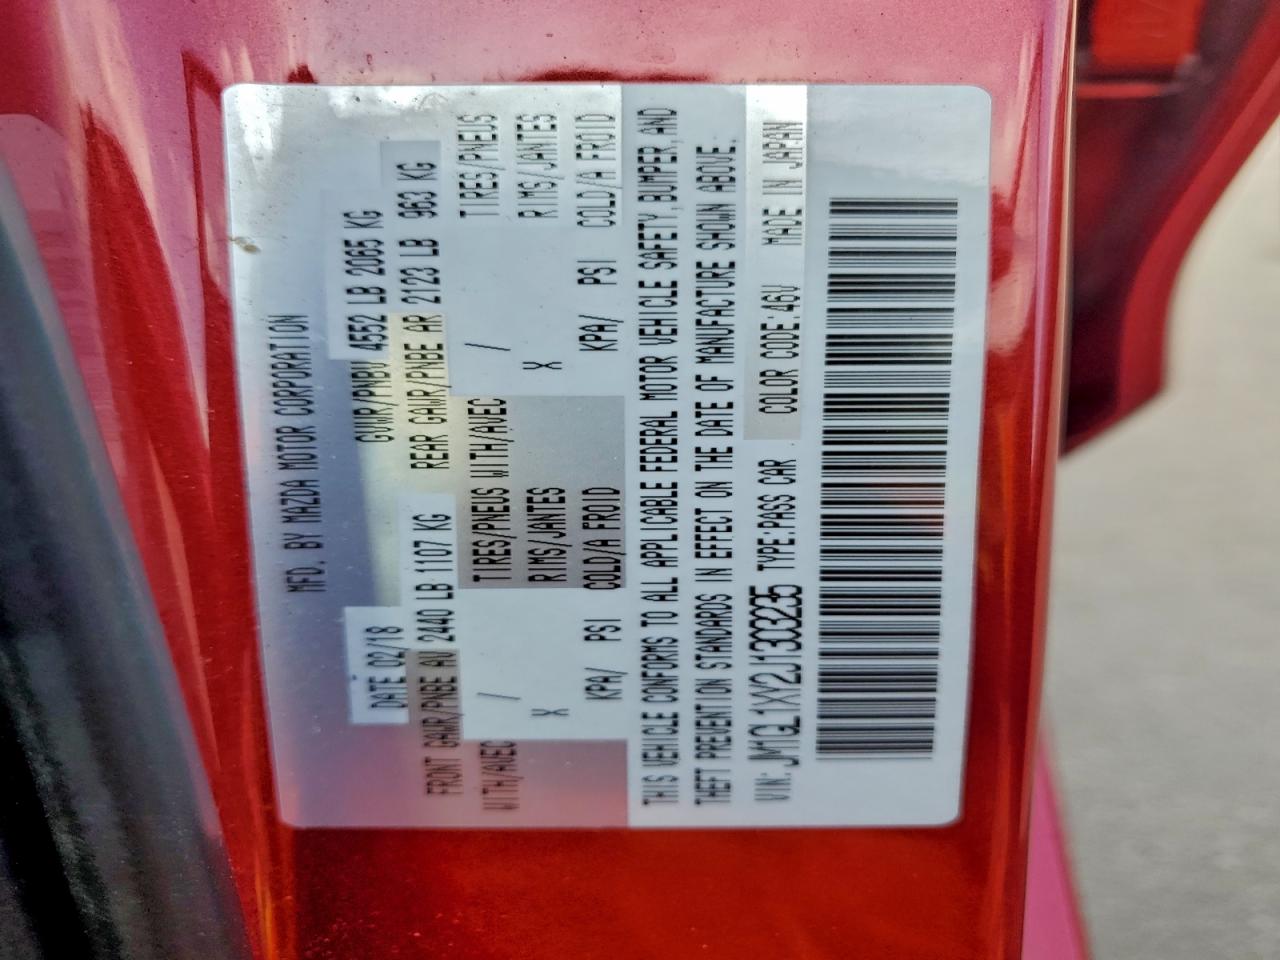 MFD. BY MAZDA MOTOR CORPORATION
DATE 02/18 GVWR/PNBV 4552 LB 2065 KG
FRONT GAWR/PNBE AV 2440 LB 1107 KG REAR GAWR/PNBE AR 2123 LB 963 KG
WITH/AVEC / TIRES/PNEUS WITH/AVEC / TIRES/PNEUS
X RIMS/JANTES X RIMS/JANTES
KPA/ PSI COLD/A FROID KPA/ PSI COLD/A FROID
THIS VEHICLE CONFORMS TO ALL APPLICABLE FEDERAL MOTOR VEHICLE SAFETY,BUMPER,AND
THEFT PREVENTION STANDARDS IN EFFECT ON THE DATE OF MANUFACTURE SHOWN ABOVE.
VIN: JM1GL1XY2J1303235 TYPE:PASS CAR COLOR CODE:46V MADE IN JAPAN